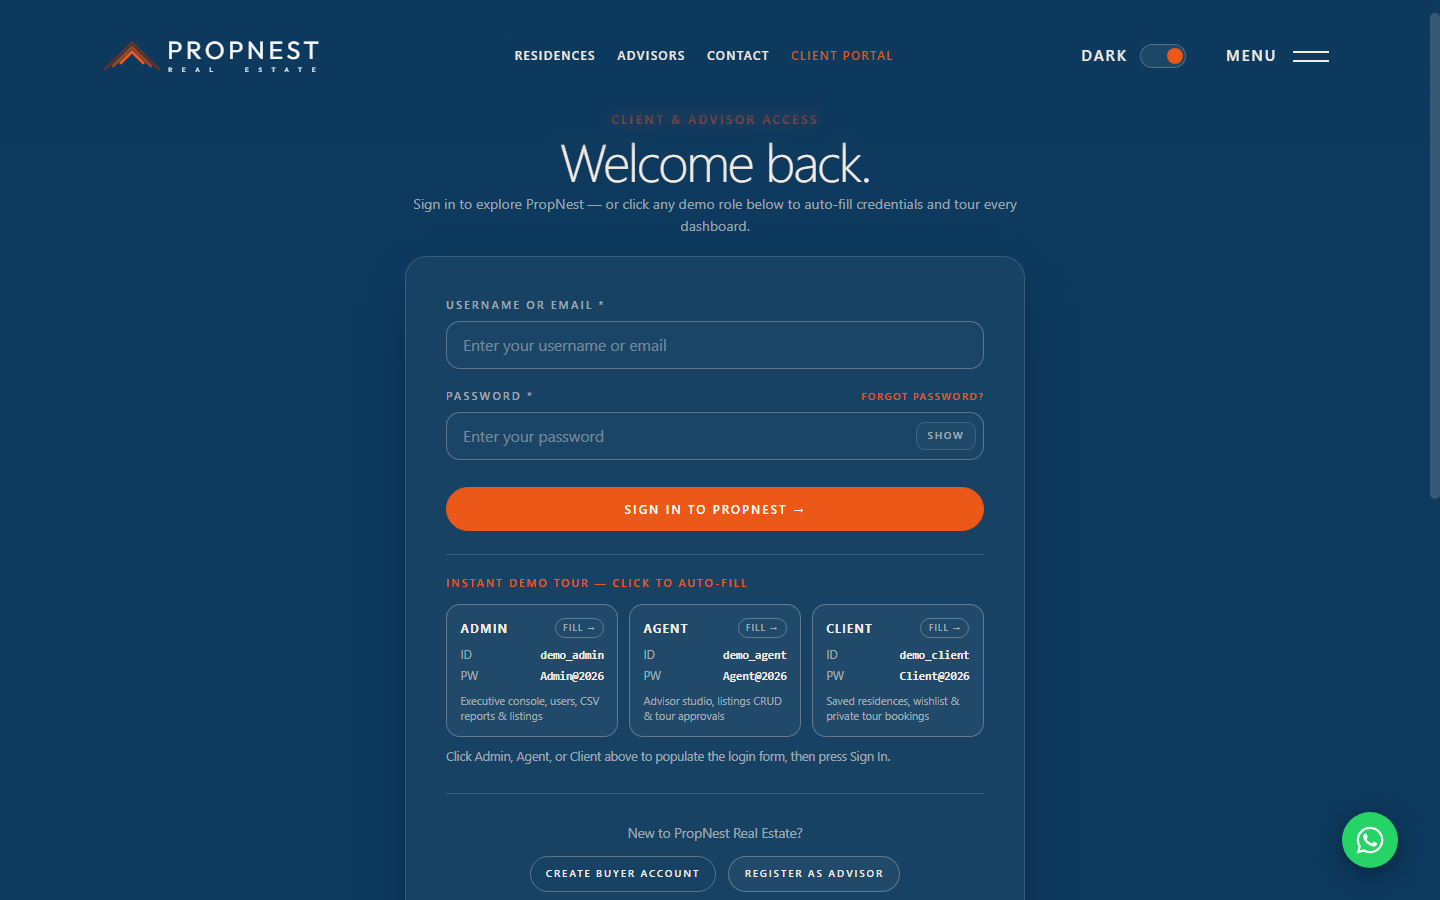 PROPNEST
REAL ESTATE
RESIDENCES
ADVISORS
CONTACT
CLIENT PORTAL
DARK
MENU
CLIENT & ADVISOR ACCESS
Welcome back.
Sign in to explore PropNest — or click any demo role below to auto-fill credentials and tour every
dashboard.
USERNAME OR EMAIL *
Enter your username or email
PASSWORD *
FORGOT PASSWORD?
Enter your password
SHOW
SIGN IN TO PROPNEST →
INSTANT DEMO TOUR — CLICK TO AUTO-FILL
ADMIN
FILL →
ID demo_admin
PW Admin@2026
Executive console, users, CSV
reports & listings
AGENT
FILL →
ID demo_agent
PW Agent@2026
Advisor studio, listings CRUD
& tour approvals
CLIENT
FILL →
ID demo_client
PW Client@2026
Saved residences, wishlist &
private tour bookings
Click Admin, Agent, or Client above to populate the login form, then press Sign In.
New to PropNest Real Estate?
CREATE BUYER ACCOUNT
REGISTER AS ADVISOR